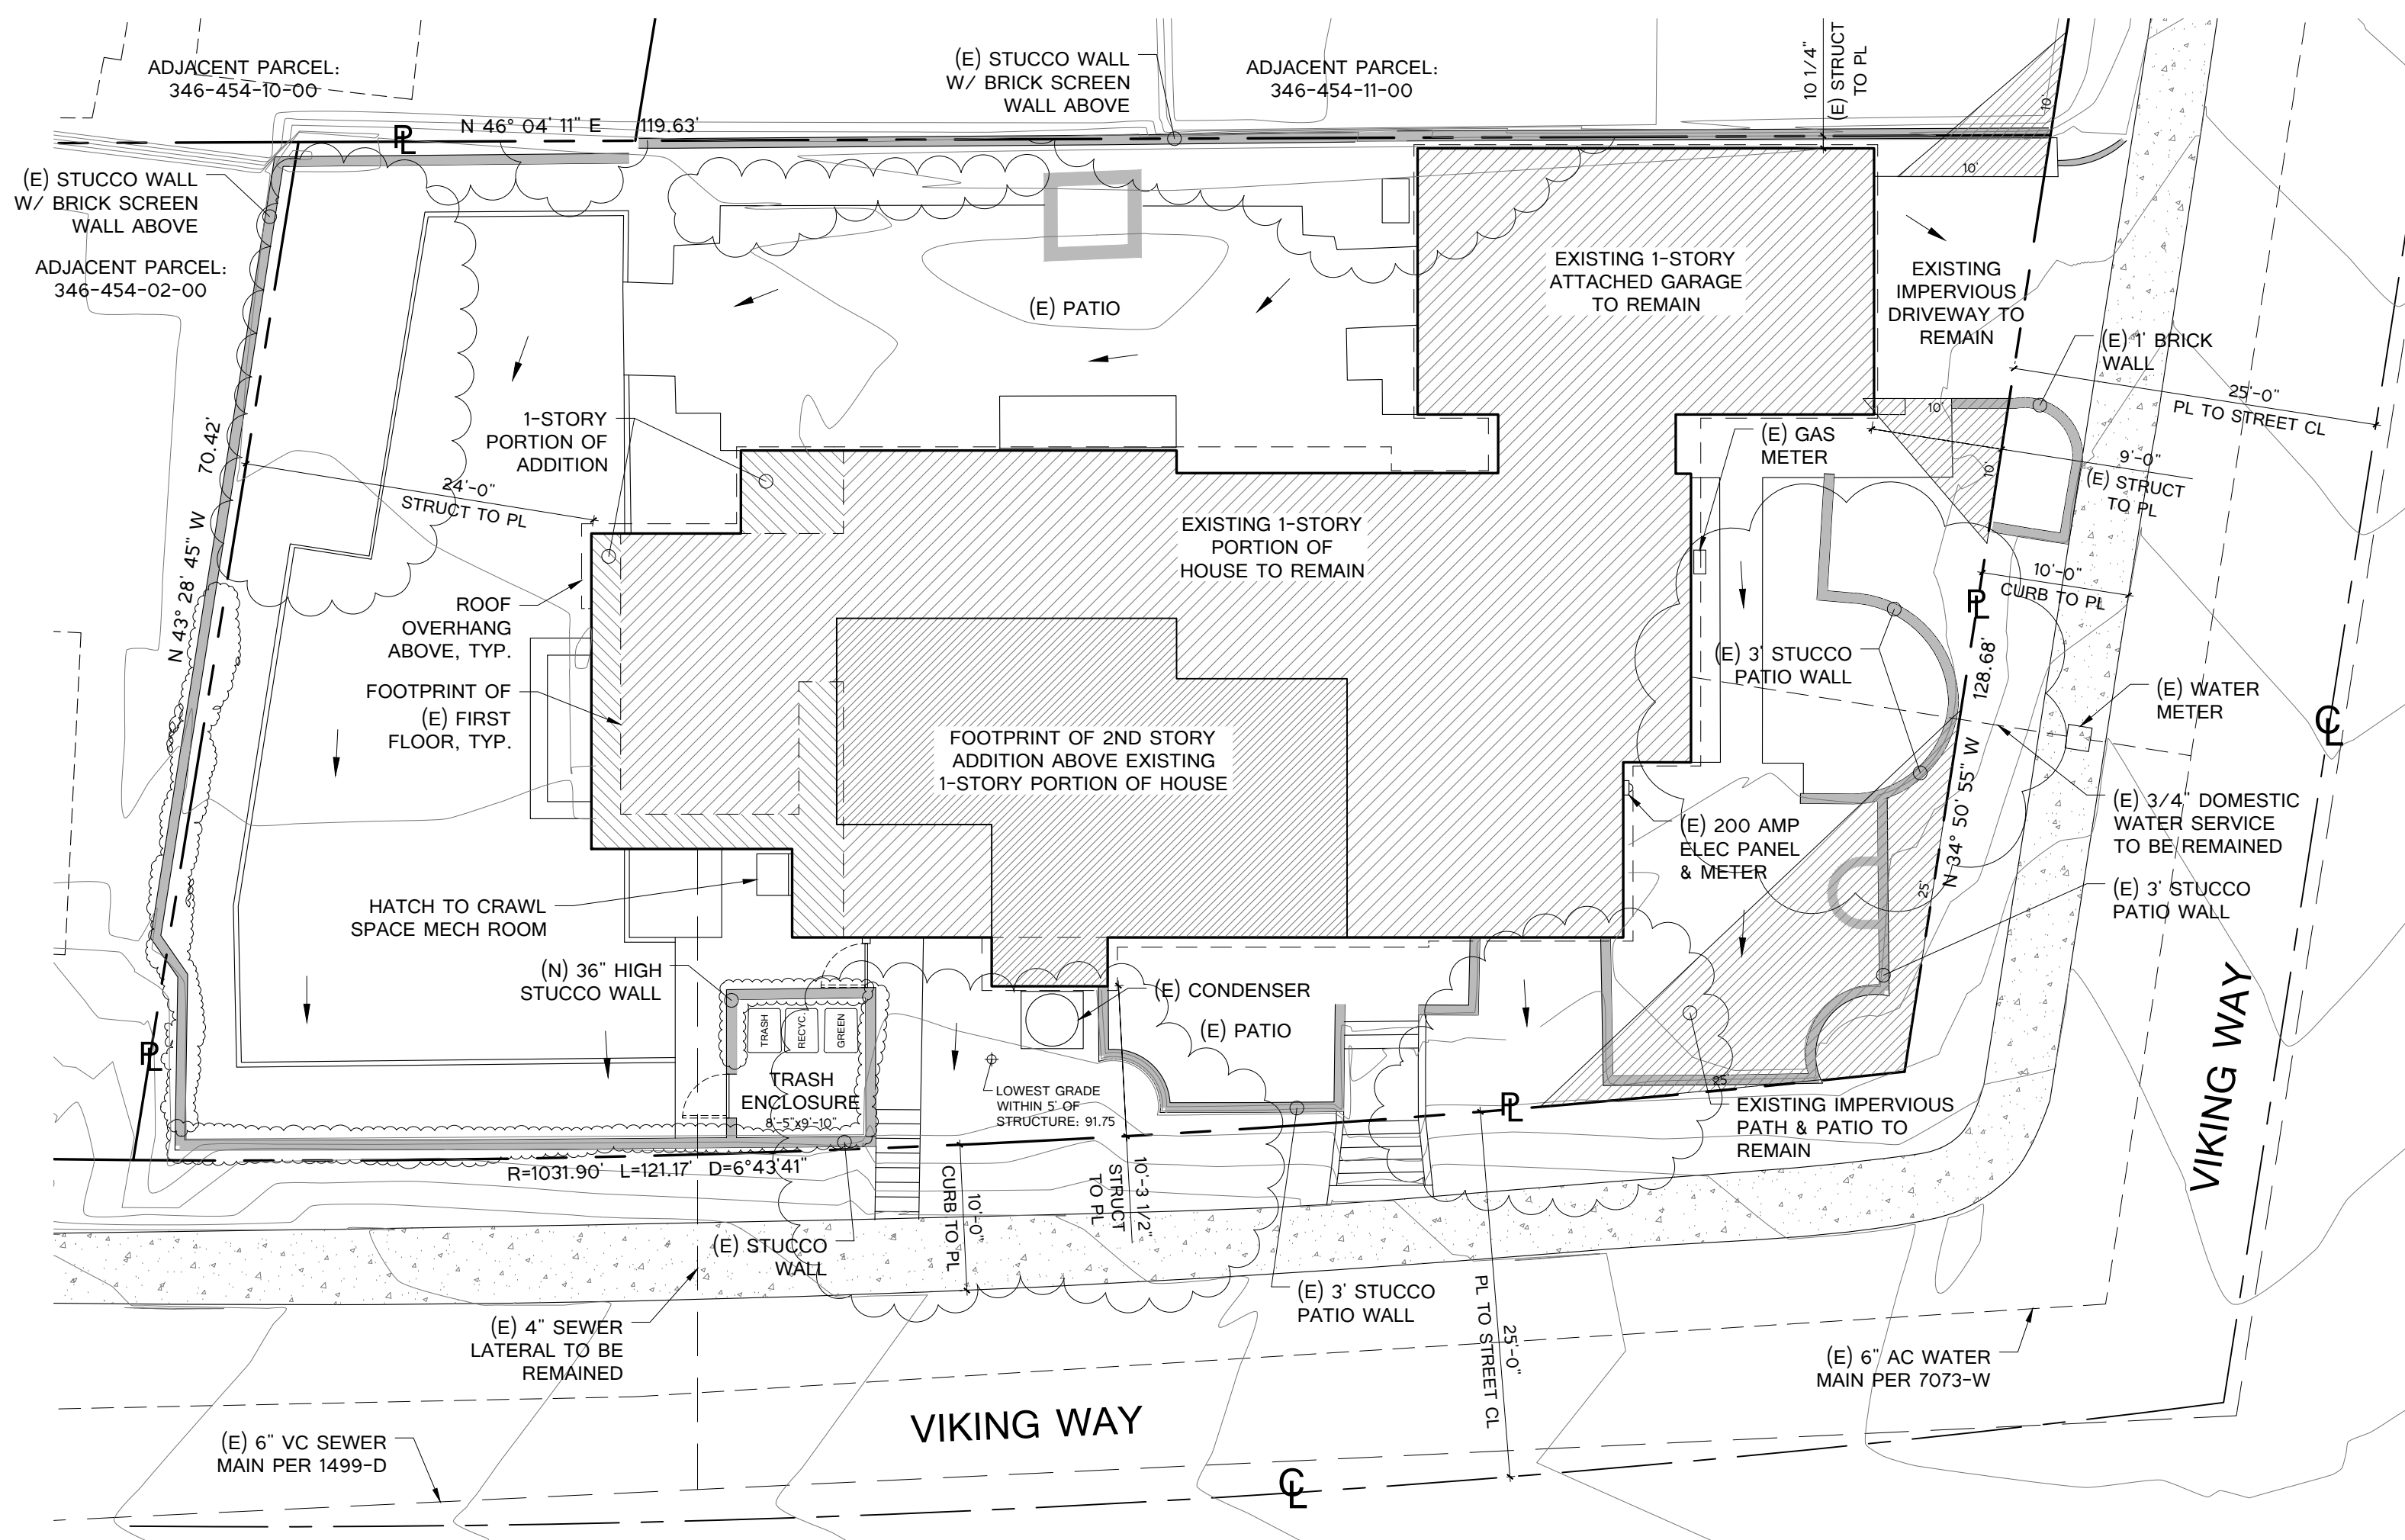 ADJACENT PARCEL:
346-454-10-00
(E) STUCCO WALL
W/ BRICK SCREEN
WALL ABOVE
ADJACENT PARCEL:
346-454-11-00
10 1/4"
(E) STRUCT
TO PL
PL
N 46° 04' 11" E
119.63'
10'
10'
(E) STUCCO WALL
W/ BRICK SCREEN
WALL ABOVE
ADJACENT PARCEL:
346-454-02-00
(E) PATIO
EXISTING 1-STORY
ATTACHED GARAGE
TO REMAIN
EXISTING
IMPERVIOUS
DRIVEWAY TO
REMAIN
(E) 1' BRICK
WALL
25'-0"
PL TO STREET CL
1-STORY
PORTION OF
ADDITION
10'
10'
(E) GAS
METER
9'-0"
(E) STRUCT
TO PL
N 43° 28' 45" W
70.42'
24'-0"
STRUCT TO PL
EXISTING 1-STORY
PORTION OF
HOUSE TO REMAIN
10'-0"
CURB TO PL
PL
ROOF
OVERHANG
ABOVE, TYP.
(E) 3' STUCCO
PATIO WALL
FOOTPRINT OF
(E) FIRST
FLOOR, TYP.
N 34° 50' 55" W
128.68'
(E) WATER
METER
CL
FOOTPRINT OF 2ND STORY
ADDITION ABOVE EXISTING
1-STORY PORTION OF HOUSE
(E) 3/4" DOMESTIC
WATER SERVICE
TO BE REMAINED
(E) 200 AMP
ELEC PANEL
& METER
25'
(E) 3' STUCCO
PATIO WALL
HATCH TO CRAWL
SPACE MECH ROOM
(N) 36" HIGH
STUCCO WALL
TRASH
RECYC.
GREEN
(E) CONDENSER
(E) PATIO
PL
TRASH
ENCLOSURE
8'-5"x9'-10"
LOWEST GRADE
WITHIN 5' OF
STRUCTURE: 91.75
25'
PL
EXISTING IMPERVIOUS
PATH & PATIO TO
REMAIN
VIKING WAY
R=1031.90'
L=121.17'
D=6°43'41"
10'-0"
CURB TO PL
10'-3 1/2"
STRUCT
TO PL
(E) STUCCO
WALL
(E) 3' STUCCO
PATIO WALL
25'-0"
PL TO STREET CL
(E) 4" SEWER
LATERAL TO BE
REMAINED
(E) 6" AC WATER
MAIN PER 7073-W
VIKING WAY
(E) 6" VC SEWER
MAIN PER 1499-D
CL